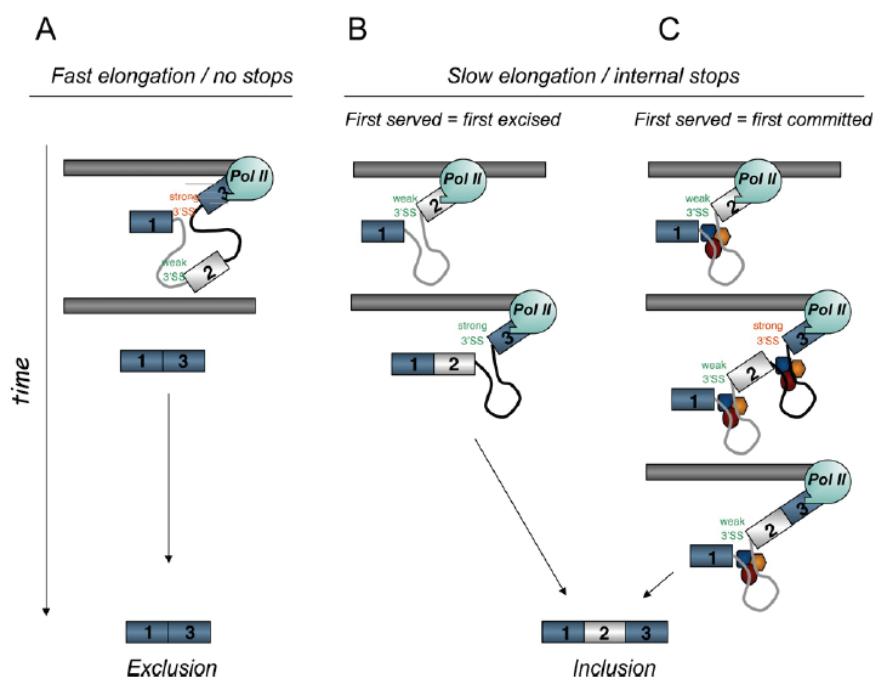 A
B
C
Fast elongation / no stops
Slow elongation / internal stops
First served = first excised
First served = first committed
time
Pol II
3
strong
3'SS
1
weak
3'SS
2
1 3
1 3
Exclusion
Pol II
weak
3'SS
2
1
Pol II
strong
3'SS
3
1 2
Pol II
weak
3'SS
2
1
Pol II
strong
3'SS
3
weak
3'SS
2
1
Pol II
3
2
weak
3'SS
1
1 2 3
Inclusion